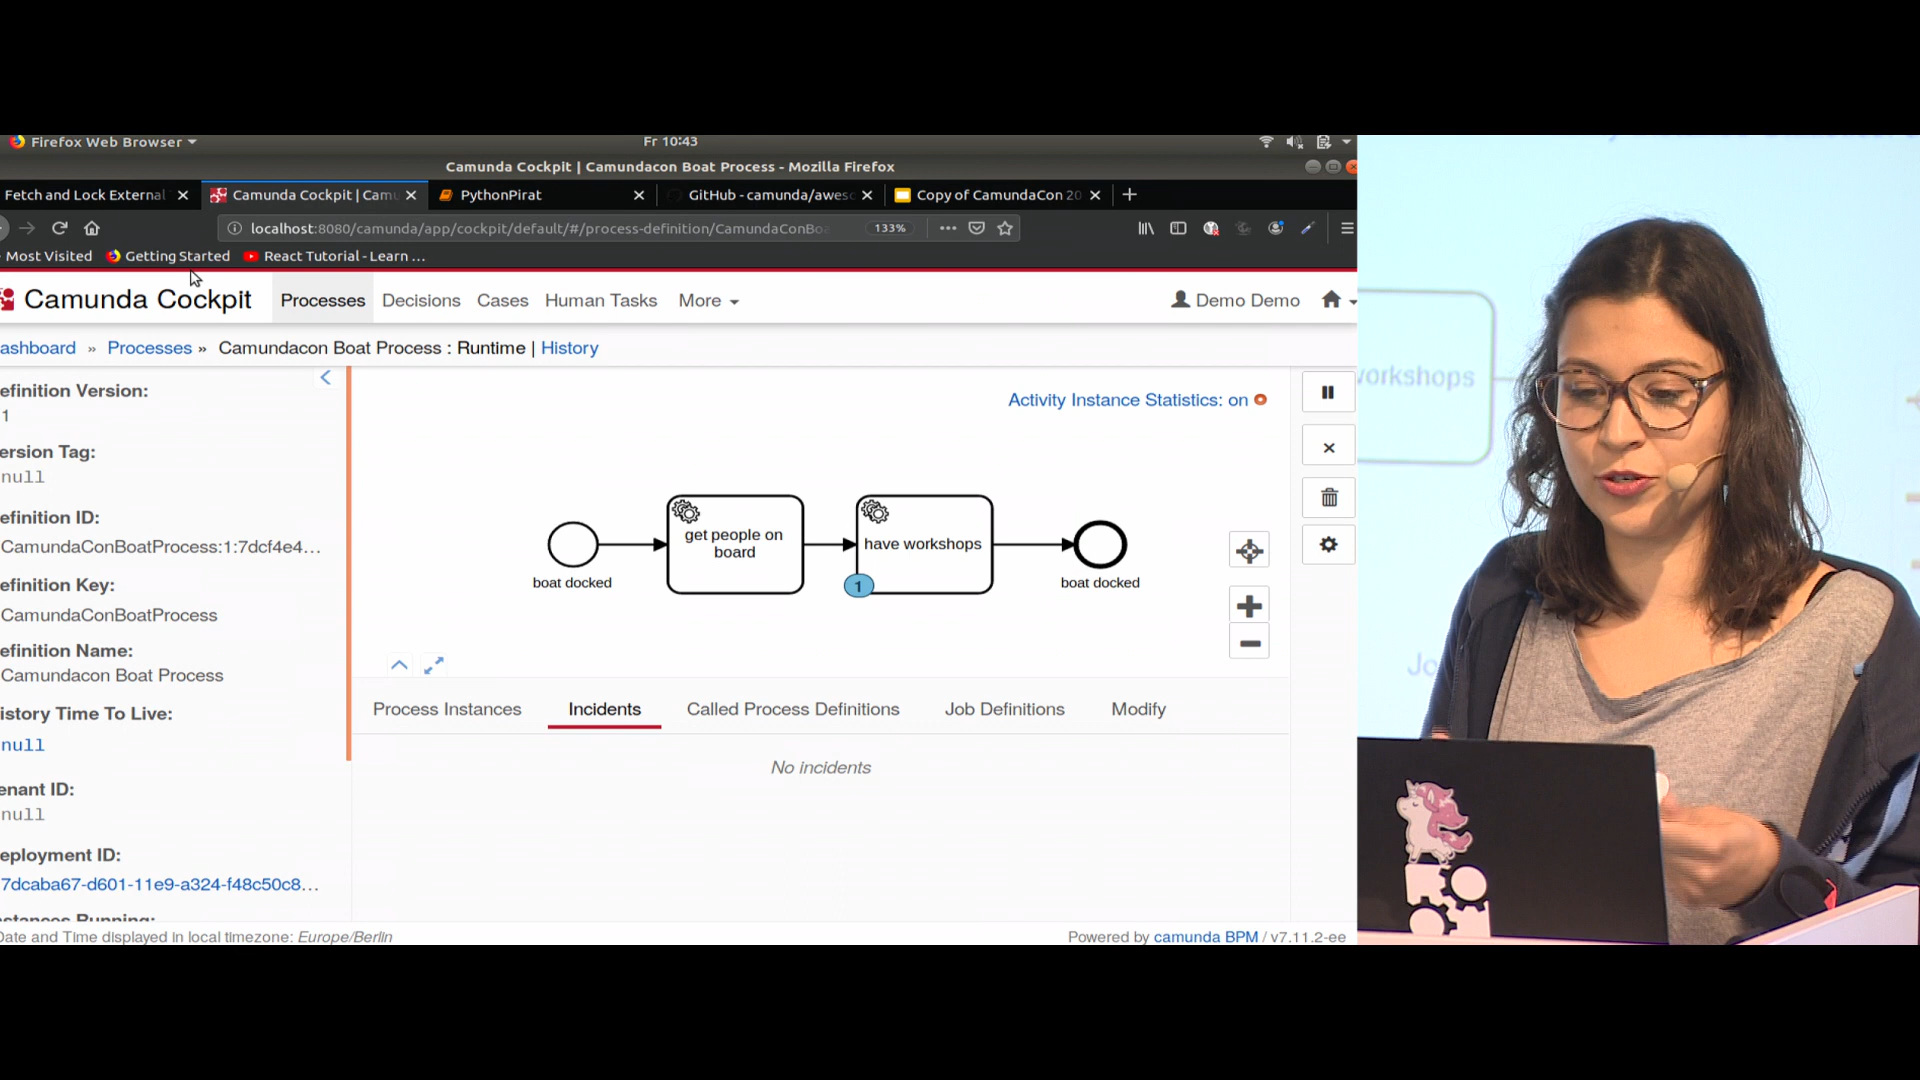 Firefox Web Browser
Fr 10:43
Camunda Cockpit | Camundacon Boat Process - Mozilla Firefox
Fetch and Lock External
Camunda Cockpit | Camu
PythonPirat
GitHub - camunda/aweso
Copy of CamundaCon 20
localhost:8080/camunda/app/cockpit/default/#/process-definition/CamundaConBo
133%
Most Visited
Getting Started
React Tutorial - Learn ...
Camunda Cockpit
Processes
Decisions
Cases
Human Tasks
More
Demo Demo
ashboard » Processes » Camundacon Boat Process : Runtime | History
efinition Version:
1
ersion Tag:
null
efinition ID:
CamundaConBoatProcess:1:7dcf4e4...
efinition Key:
CamundaConBoatProcess
efinition Name:
Camundacon Boat Process
istory Time To Live:
null
enant ID:
null
eployment ID:
7dcaba67-d601-11e9-a324-f48c50c8...
nstances Running:
Activity Instance Statistics: on
boat docked
get people on
board
have workshops
1
boat docked
Process Instances
Incidents
Called Process Definitions
Job Definitions
Modify
No incidents
Date and Time displayed in local timezone: Europe/Berlin
Powered by camunda BPM / v7.11.2-ee
workshops
Jo